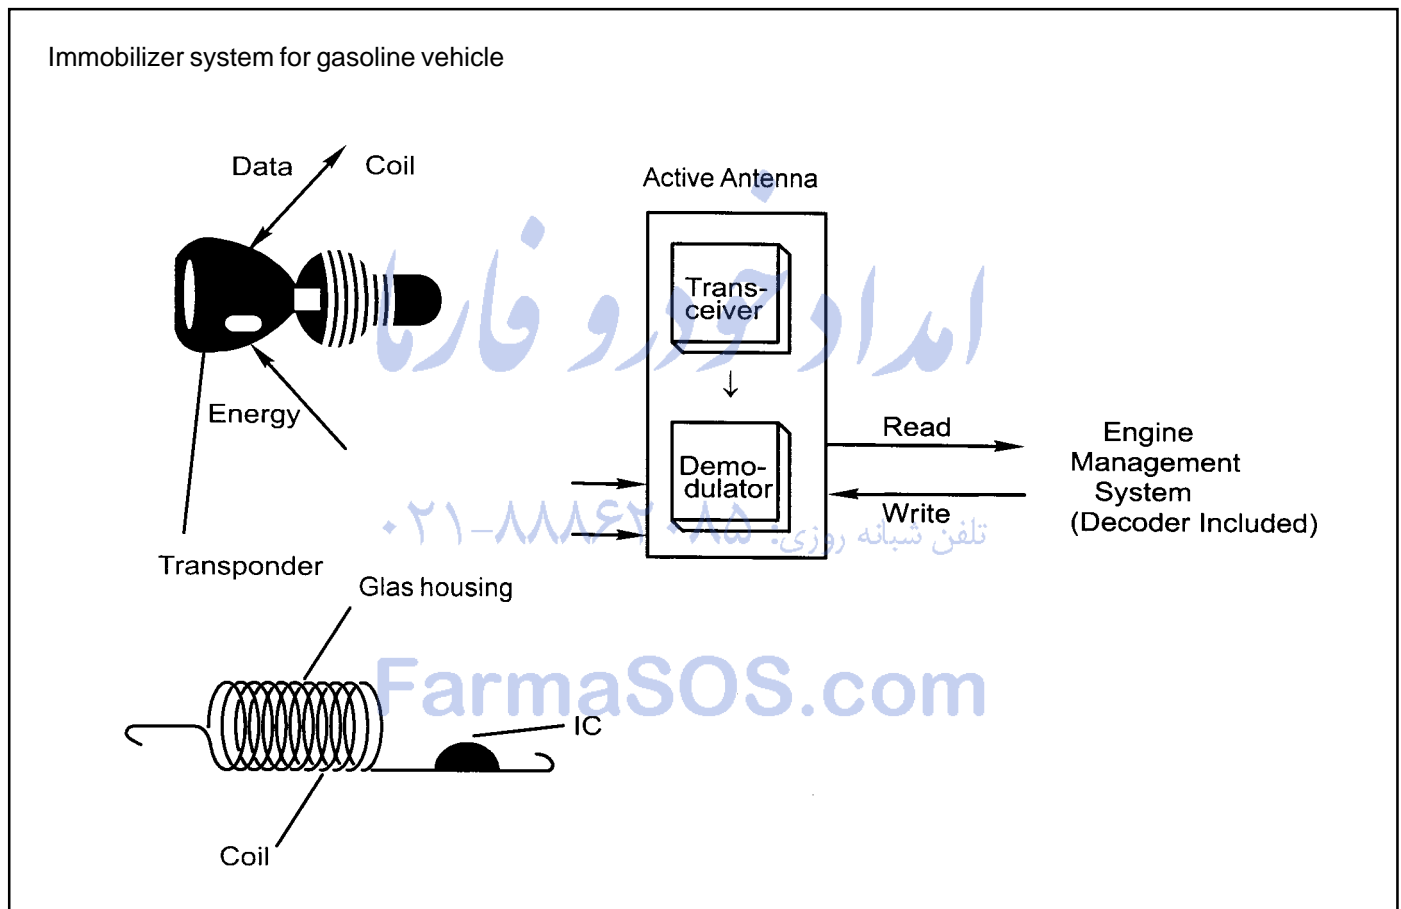 Immobilizer system for gasoline vehicle
Data
Coil
Active Antenna
Trans-
ceiver
امداد خودرو فارما
Energy
Read
Engine
Management
System
(Decoder Included)
Demo-
dulator
Write
تلفن شبانه روزی: ۸۸۸۶۲۰۸۵-۰۲۱
Transponder
Glas housing
FarmaSOS.com
IC
Coil